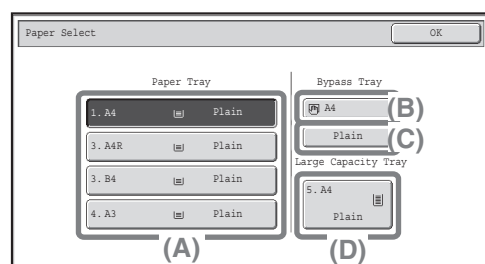 Paper Select
OK
Paper Tray
Bypass Tray
1. A4 Plain
A4
(B)
3. A4R Plain
Plain
(C)
Large Capacity Tray
3. B4 Plain
5. A4
Plain
4. A3 Plain
(A)
(D)